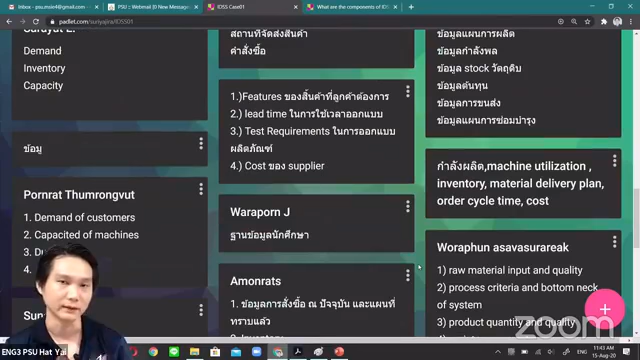 Inbox - psu.msie4@gmail.com
PSU :: Webmail [0 New Message
IDSS Case01
What are the components of IDS
padlet.com/suriyajira/IDSS01
Surayut L.
Demand
Inventory
Capacity
ข้อมู
Pornrat Thumrongvut
1. Demand of customers
2. Capacited of machines
3. Du
4.
สถานที่จัดส่งสินค้า
คำสั่งซื้อ
1.)Features ของสินค้าที่ลูกค้าต้องการ
2.) lead time ในการใช้เวลาออกแบบ
3.) Test Requirements ในการออกแบบ
ผลิตภัณฑ์
4.) Cost ของ supplier
Waraporn J
ฐานข้อมูลนักศึกษา
Amonrats
1. ข้อมูลการสั่งซื้อ ณ ปัจจุบัน และแผนที่
ทราบแล้ว
2. Inventory
ข้อมูลแผนการผลิต
ข้อมูลกำลังพล
ข้อมูล stock วัตถุดิบ
ข้อมูลต้นทุน
ข้อมูลการขนส่ง
ข้อมูลแผนการซ่อมบำรุง
กำลังผลิต,machine utilization ,
inventory, material delivery plan,
order cycle time, cost
Woraphun asavasurareak
1) raw material input and quality
2) process criteria and bottom neck
of system
3) product quantity and quality
zoom
ENG3 PSU Hat Yai
ENG
11:43 AM
15-Aug-20